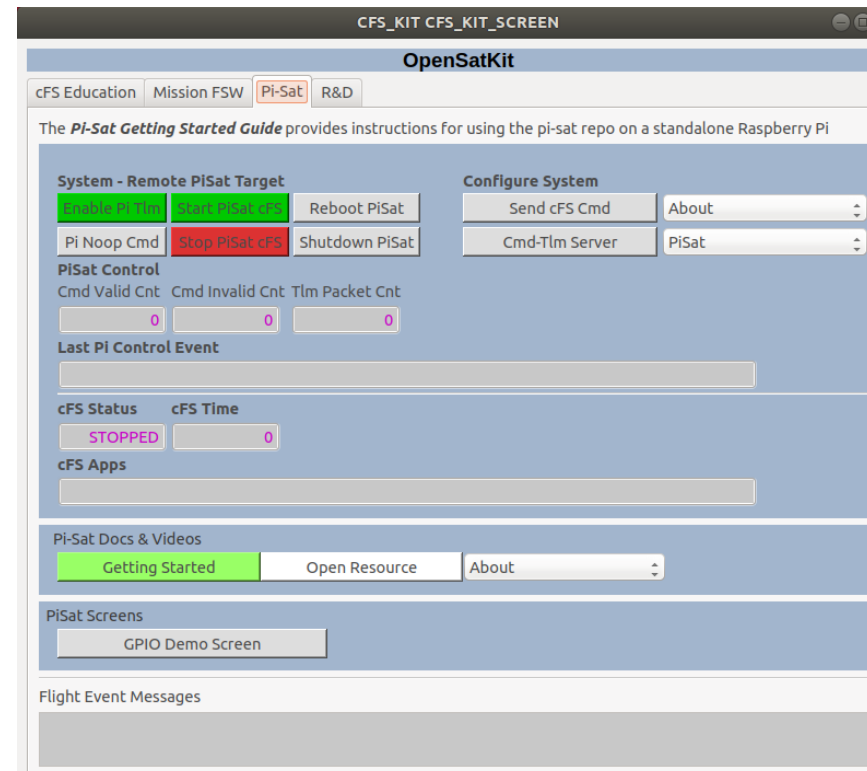 CFS_KIT CFS_KIT_SCREEN
OpenSatKit
cFS Education Mission FSW Pi-Sat R&D
The Pi-Sat Getting Started Guide provides instructions for using the pi-sat repo on a standalone Raspberry Pi
System - Remote PiSat Target Configure System
Enable Pi Tlm Start PiSat cFS Reboot PiSat Send cFS Cmd About
Pi Noop Cmd Stop PiSat cFS Shutdown PiSat Cmd-Tlm Server PiSat
PiSat Control
Cmd Valid Cnt Cmd Invalid Cnt Tlm Packet Cnt
0 0 0
Last Pi Control Event
cFS Status cFS Time
STOPPED 0
cFS Apps
Pi-Sat Docs & Videos
Getting Started Open Resource About
PiSat Screens
GPIO Demo Screen
Flight Event Messages